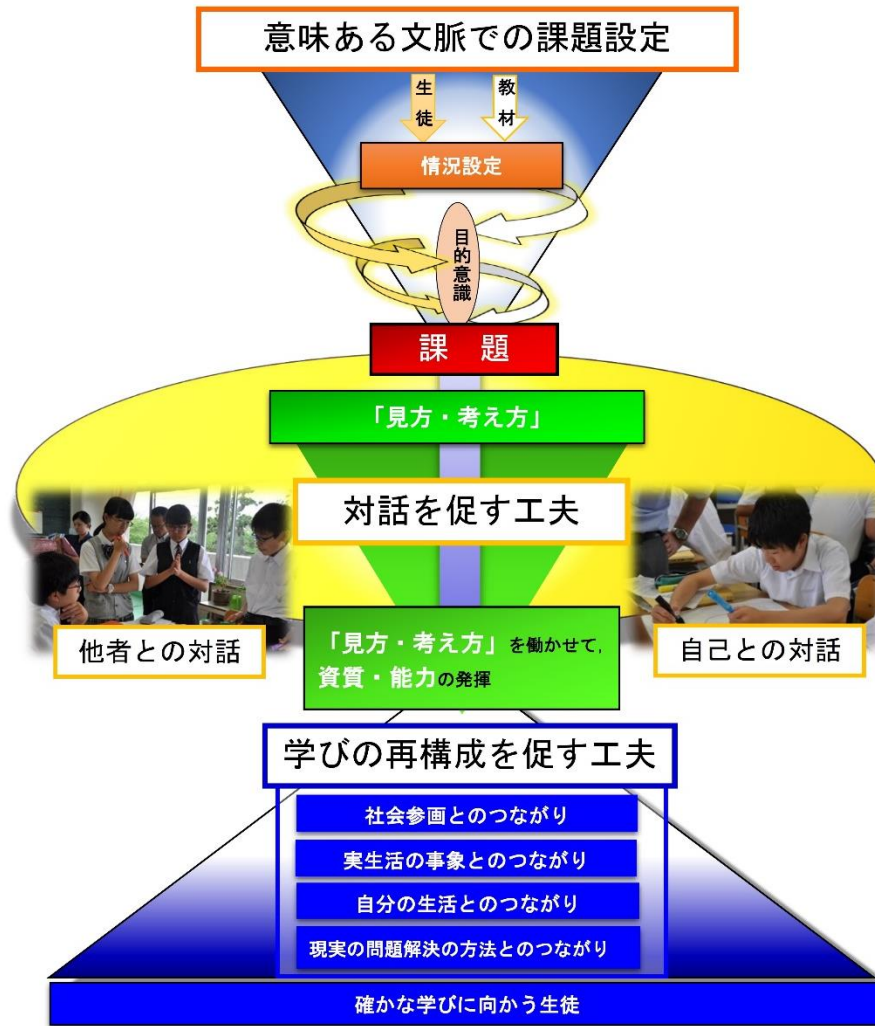 意味ある文脈での課題設定
生徒
教材
情況設定
目的意識
課　題
「見方・考え方」
対話を促す工夫
他者との対話
自己との対話
「見方・考え方」を働かせて，
資質・能力の発揮
学びの再構成を促す工夫
社会参画とのつながり
実生活の事象とのつながり
自分の生活とのつながり
現実の問題解決の方法とのつながり
確かな学びに向かう生徒